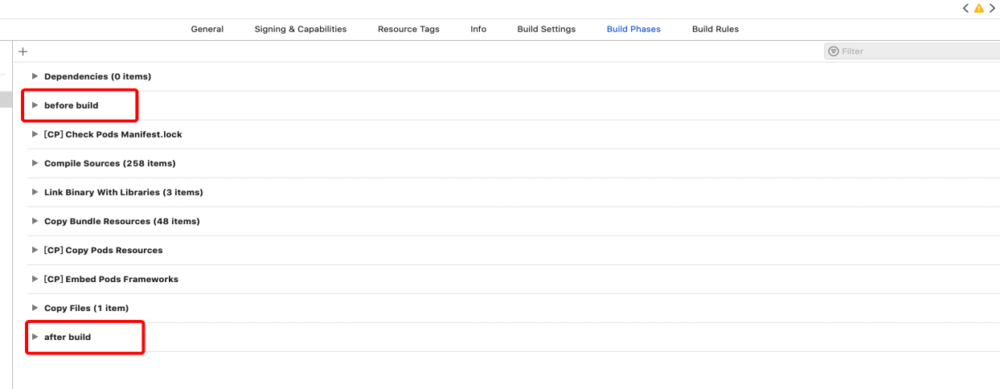 General Signing & Capabilities Resource Tags Info Build Settings Build Phases Build Rules
Filter
Dependencies (0 items)
before build
[CP] Check Pods Manifest.lock
Compile Sources (258 items)
Link Binary With Libraries (3 items)
Copy Bundle Resources (48 items)
[CP] Copy Pods Resources
[CP] Embed Pods Frameworks
Copy Files (1 item)
after build